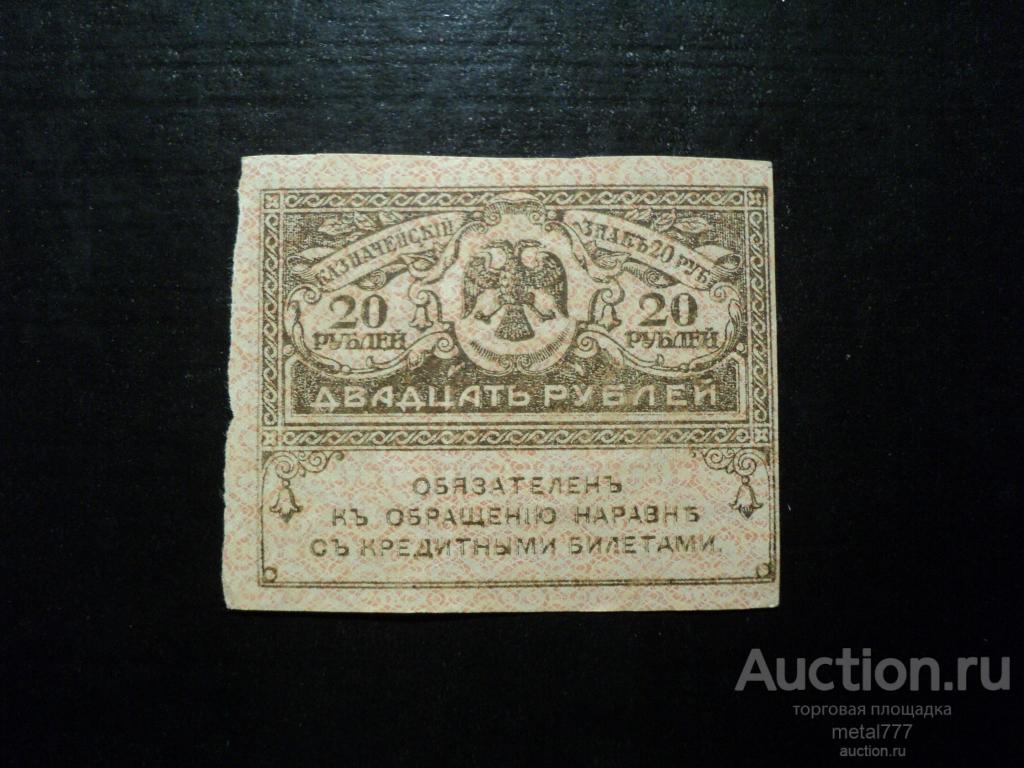 КАЗНАЧЕЙСКІЙ ЗНАКЪ 20 РУБ.
20 20
РУБЛЕЙ РУБЛЕЙ
ДВАДЦАТЬ РУБЛЕЙ
ОБЯЗАТЕЛЕНЪ
КЪ ОБРАЩЕНІЮ НАРАВНѢ
СЪ КРЕДИТНЫМИ БИЛЕТАМИ.
Auction.ru
торговая площадка
metal777
auction.ru